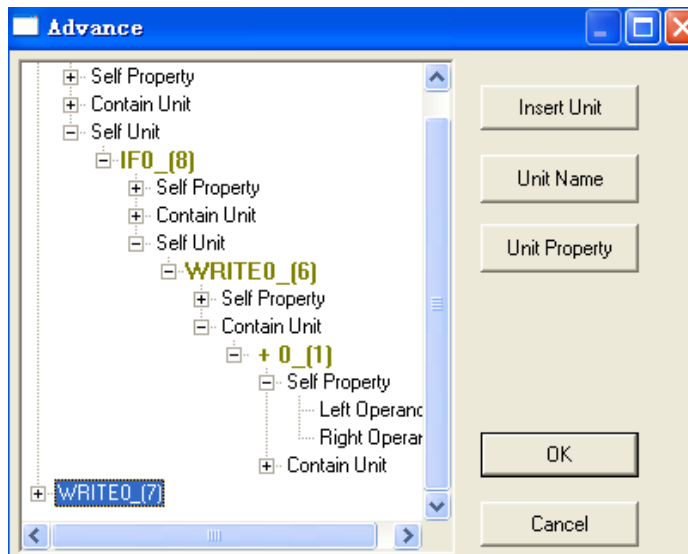 Advance
Self Property
Contain Unit
Self Unit
IF0_(8)
Self Property
Contain Unit
Self Unit
WRITE0_(6)
Self Property
Contain Unit
+ 0_(1)
Self Property
Left Operanc
Right Operar
Contain Unit
WRITE0_(7)
Insert Unit
Unit Name
Unit Property
OK
Cancel